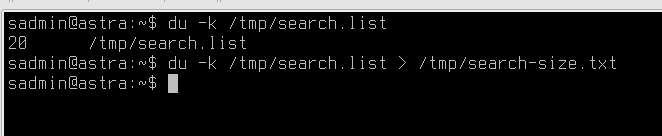 sadmin@astra:~$ du -k /tmp/search.list
20 /tmp/search.list
sadmin@astra:~$ du -k /tmp/search.list > /tmp/search-size.txt
sadmin@astra:~$